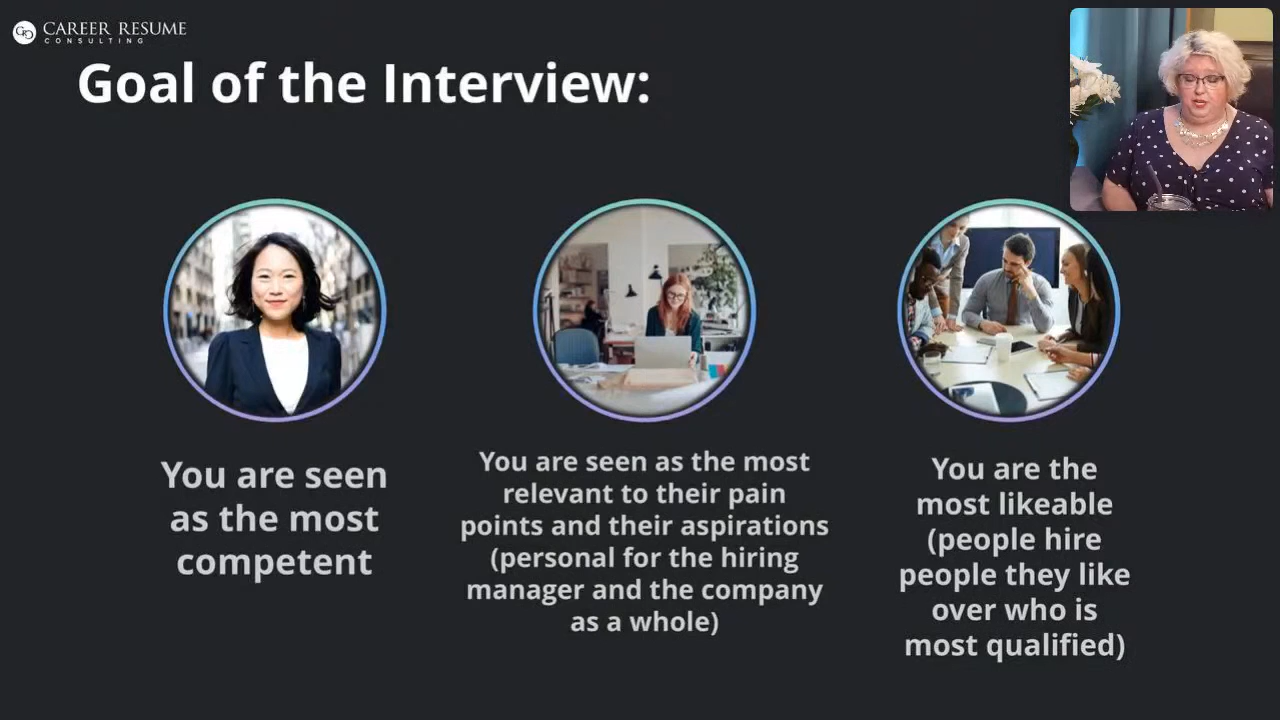 CAREER RESUME
CONSULTING
Goal of the Interview:
You are seen
as the most
competent
You are seen as the most
relevant to their pain
points and their aspirations
(personal for the hiring
manager and the company
as a whole)
You are the
most likeable
(people hire
people they like
over who is
most qualified)